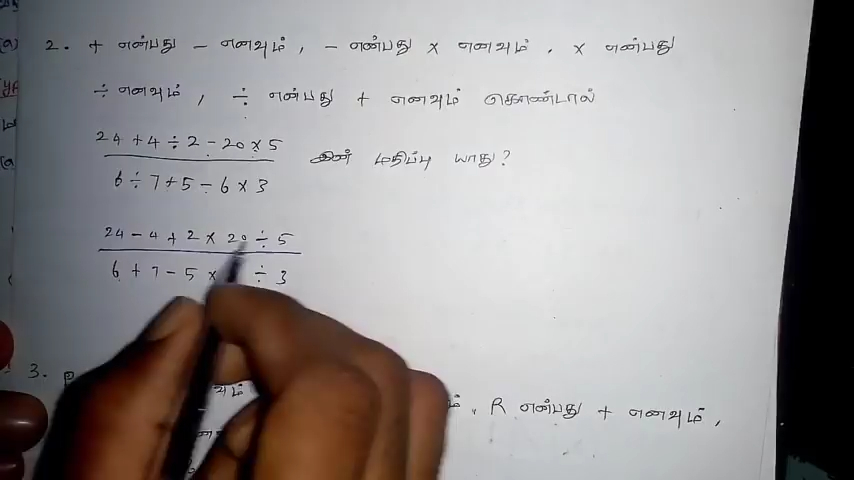 2. + என்பது − எனவும், − என்பது × எனவும். × என்பது
÷ எனவும், ÷ என்பது + எனவும் கொண்டால்
24 + 4 ÷ 2 − 20 × 5
இன் மதிப்பு யாது?
6 ÷ 7 + 5 − 6 × 3
24 − 4 + 2 × 20 ÷ 5
6 + 7 − 5 × ÷ 3
3.
R என்பது + எனவும்,